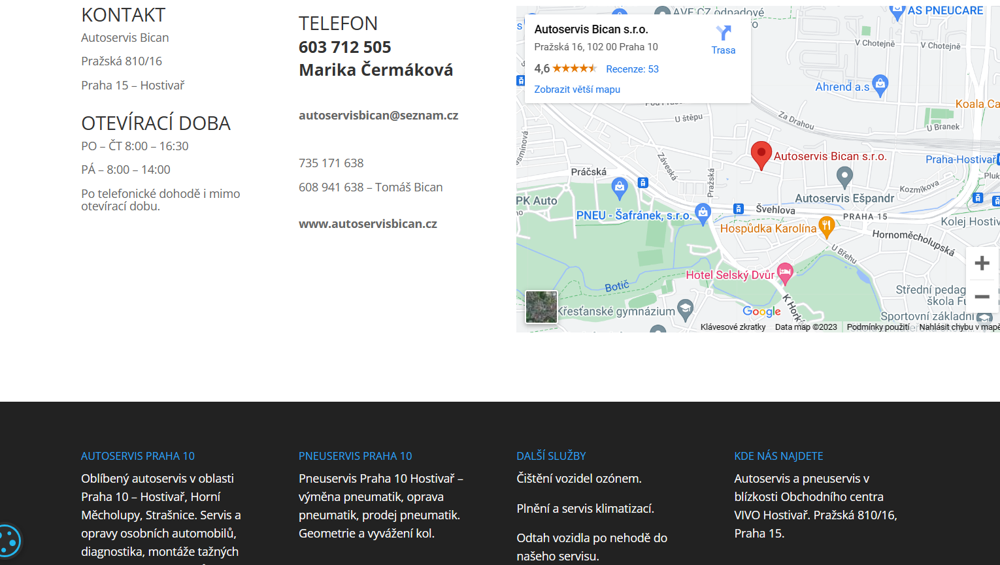 KONTAKT
Autoservis Bican
Pražská 810/16
Praha 15 – Hostivař
OTEVÍRACÍ DOBA
PO – ČT 8:00 – 16:30
PÁ – 8:00 – 14:00
Po telefonické dohodě i mimo
otevírací dobu.
TELEFON
603 712 505
Marika Čermáková
autoservisbican@seznam.cz
735 171 638
608 941 638 – Tomáš Bican
www.autoservisbican.cz
Autoservis Bican s.r.o.
Pražská 16, 102 00 Praha 10
4,6
Recenze: 53
Zobrazit větší mapu
Trasa
AVE CZ odpadové
AS PNEUCARE
V Chotejně
V Chotejně
Ahrend a.s
Koala Ca
U štěpu
Za Drahou
U Branek
Záveská
Autoservis Bican s.r.o.
Praha-Hostivař
Práčská
Pražská
Kozmíkova
PK Auto
Autoservis Ešpandr
PNEU - Šafránek, s.r.o.
Švehlova
PRAHA 15
Kolej Hostiv
Hospůdka Karolína
Hornoměcholupská
U Břehu
Hotel Selský Dvůr
Botič
Střední pedag
škola Fu
K Hork
Křesťanské gymnázium
Google
Sportovní základní
Klávesové zkratky
Data map ©2023
Podmínky použití
Nahlásit chybu v mapě
AUTOSERVIS PRAHA 10
Oblíbený autoservis v oblasti
Praha 10 – Hostivař, Horní
Měcholupy, Strašnice. Servis a
opravy osobních automobilů,
diagnostika, montáže tažných
PNEUSERVIS PRAHA 10
Pneuservis Praha 10 Hostivař –
výměna pneumatik, oprava
pneumatik, prodej pneumatik.
Geometrie a vyvážení kol.
DALŠÍ SLUŽBY
Čištění vozidel ozónem.
Plnění a servis klimatizací.
Odtah vozidla po nehodě do
našeho servisu.
KDE NÁS NAJDETE
Autoservis a pneuservis v
blízkosti Obchodního centra
VIVO Hostivař. Pražská 810/16,
Praha 15.